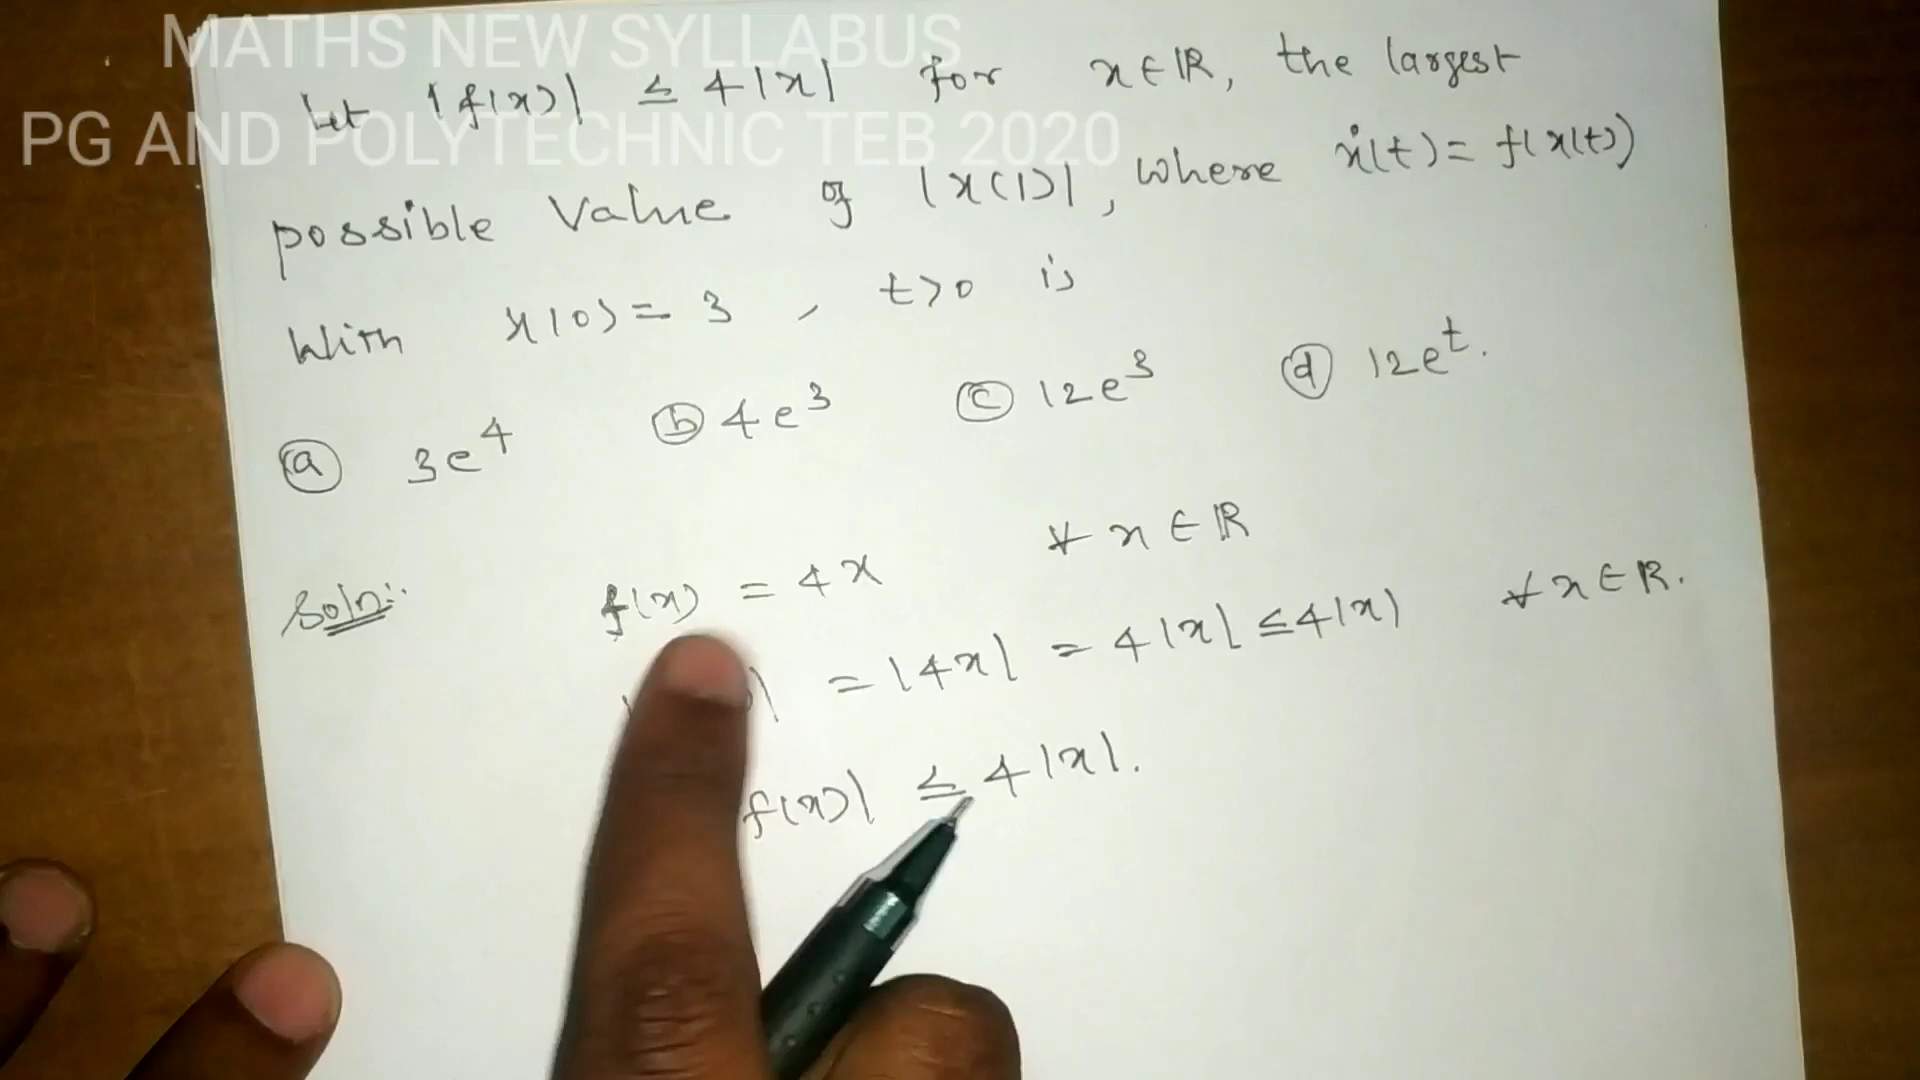 MATHS NEW SYLLABUS
PG AND POLYTECHNIC TEB 2020
Let |f(x)| ≤ 4|x| for x∈ℝ, the largest
possible value of |x(1)|, where ẋ(t) = f(x(t))
with x(0) = 3, t>0 is
ⓐ 3e⁴ ⓑ 4e³ ⓒ 12e³ ⓓ 12eᵗ.
Soln:- f(x) = 4x ∀ x∈ℝ
= |4x| = 4|x| ≤ 4|x| ∀ x∈ℝ.
f(x)| ≤ 4|x|.